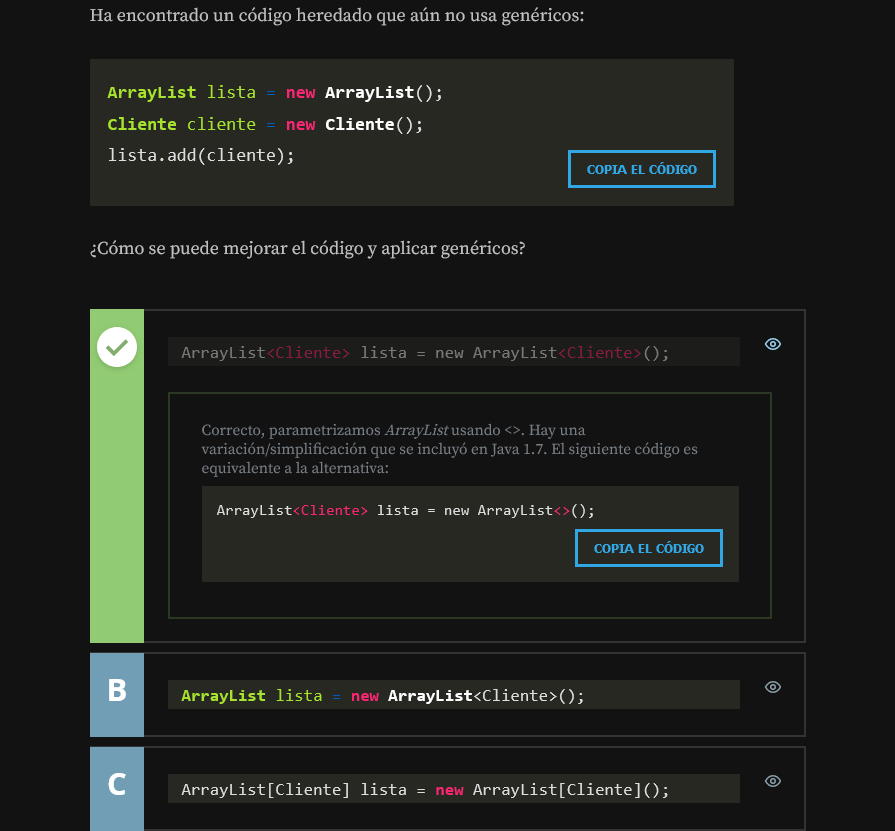 Ha encontrado un código heredado que aún no usa genéricos:
ArrayList lista = new ArrayList();
Cliente cliente = new Cliente();
lista.add(cliente);
COPIA EL CÓDIGO
¿Cómo se puede mejorar el código y aplicar genéricos?
ArrayList<Cliente> lista = new ArrayList<Cliente>();
Correcto, parametrizamos ArrayList usando <>. Hay una
variación/simplificación que se incluyó en Java 1.7. El siguiente código es
equivalente a la alternativa:
ArrayList<Cliente> lista = new ArrayList<>();
COPIA EL CÓDIGO
B
ArrayList lista = new ArrayList<Cliente>();
C
ArrayList[Cliente] lista = new ArrayList[Cliente]();